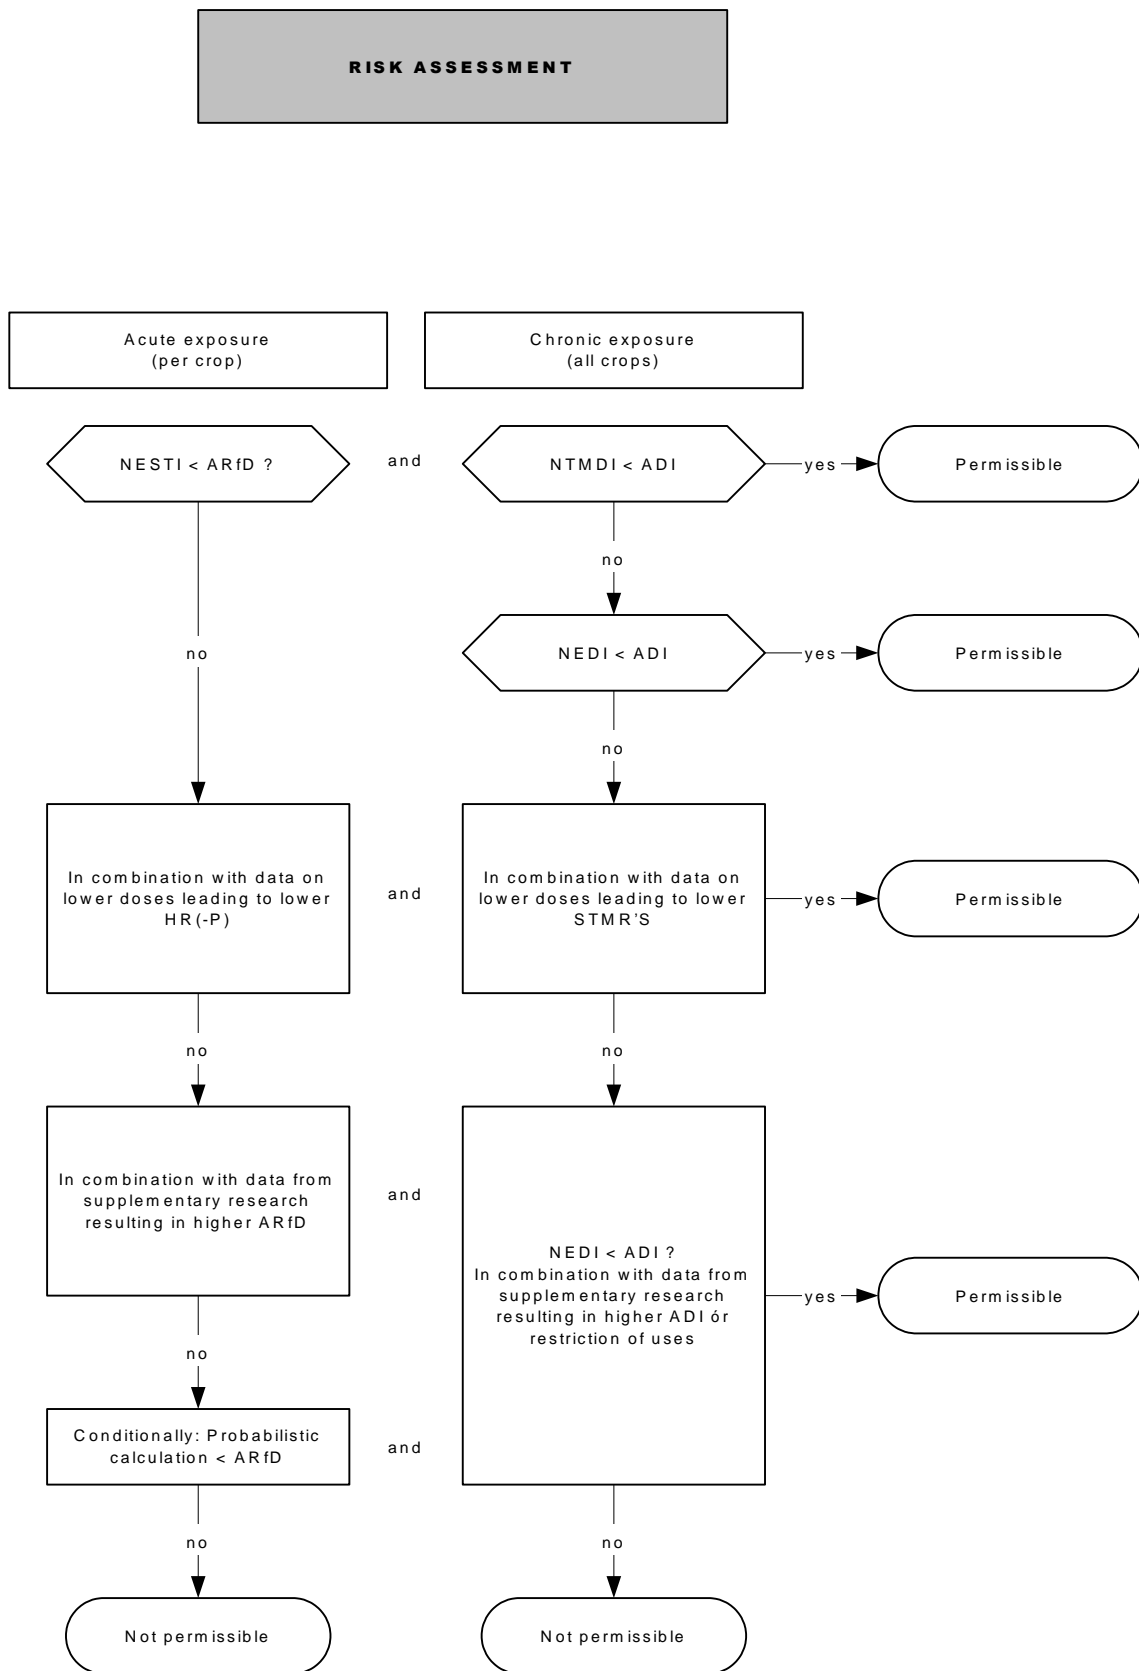 RISK ASSESSMENT
Acute exposure
(per crop)
Chronic exposure
(all crops)
NESTI < ARfD ?
and
NTMDI < ADI
yes
Permissible
no
no
NEDI < ADI
yes
Permissible
no
In combination with data on
lower doses leading to lower
HR(-P)
and
In combination with data on
lower doses leading to lower
STMR'S
yes
Permissible
no
no
In combination with data from
supplementary research
resulting in higher ARfD
and
NEDI < ADI ?
In combination with data from
supplementary research
resulting in higher ADI ór
restriction of uses
yes
Permissible
no
Conditionally: Probabilistic
calculation < ARfD
and
no
no
Not permissible
Not permissible